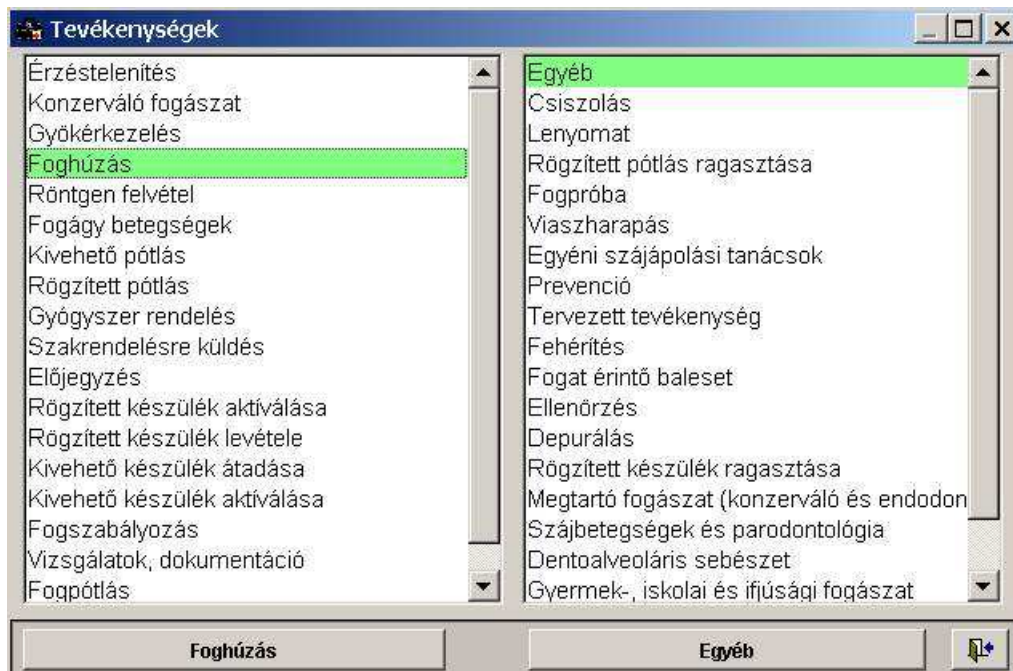 Tevékenységek
Érzéstelenítés
Konzerváló fogászat
Gyökérkezelés
Foghúzás
Röntgen felvétel
Fogágy betegségek
Kivehető pótlás
Rögzített pótlás
Gyógyszer rendelés
Szakrendelésre küldés
Előjegyzés
Rögzített készülék aktíválása
Rögzített készülék levétele
Kivehető készülék átadása
Kivehető készülék aktíválása
Fogszabályozás
Vizsgálatok, dokumentáció
Fogpótlás
Egyéb
Csiszolás
Lenyomat
Rögzített pótlás ragasztása
Fogpróba
Viaszharapás
Egyéni szájápolási tanácsok
Prevenció
Tervezett tevékenység
Fehérítés
Fogat érintő baleset
Ellenőrzés
Depurálás
Rögzített készülék ragasztása
Megtartó fogászat (konzerváló és endodon
Szájbetegségek és parodontológia
Dentoalveoláris sebészet
Gyermek-, iskolai és ifjúsági fogászat
Foghúzás
Egyéb